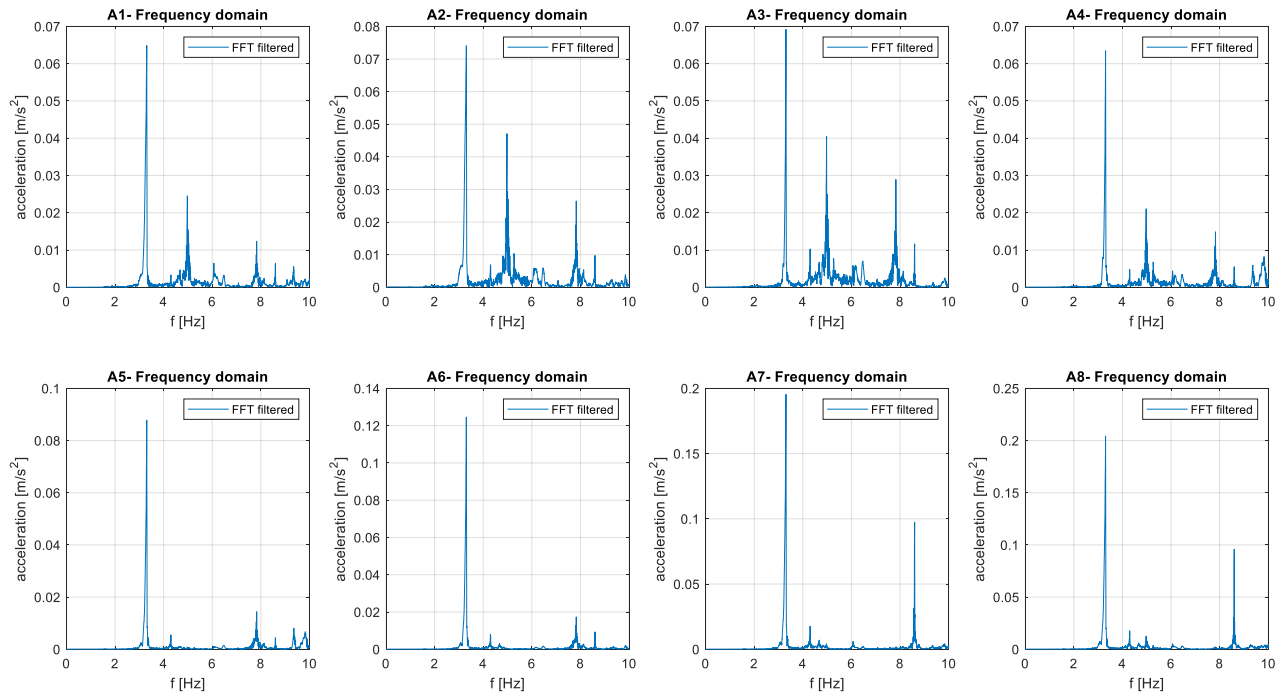 A1- Frequency domain
FFT filtered
acceleration [m/s2]
0.07
0.06
0.05
0.04
0.03
0.02
0.01
0
0 2 4 6 8 10
f [Hz]
A2- Frequency domain
FFT filtered
acceleration [m/s2]
0.08
0.07
0.06
0.05
0.04
0.03
0.02
0.01
0
0 2 4 6 8 10
f [Hz]
A3- Frequency domain
FFT filtered
acceleration [m/s2]
0.07
0.06
0.05
0.04
0.03
0.02
0.01
0
0 2 4 6 8 10
f [Hz]
A4- Frequency domain
FFT filtered
acceleration [m/s2]
0.07
0.06
0.05
0.04
0.03
0.02
0.01
0
0 2 4 6 8 10
f [Hz]
A5- Frequency domain
FFT filtered
acceleration [m/s2]
0.1
0.08
0.06
0.04
0.02
0
0 2 4 6 8 10
f [Hz]
A6- Frequency domain
FFT filtered
acceleration [m/s2]
0.14
0.12
0.1
0.08
0.06
0.04
0.02
0
0 2 4 6 8 10
f [Hz]
A7- Frequency domain
FFT filtered
acceleration [m/s2]
0.2
0.15
0.1
0.05
0
0 2 4 6 8 10
f [Hz]
A8- Frequency domain
FFT filtered
acceleration [m/s2]
0.25
0.2
0.15
0.1
0.05
0
0 2 4 6 8 10
f [Hz]